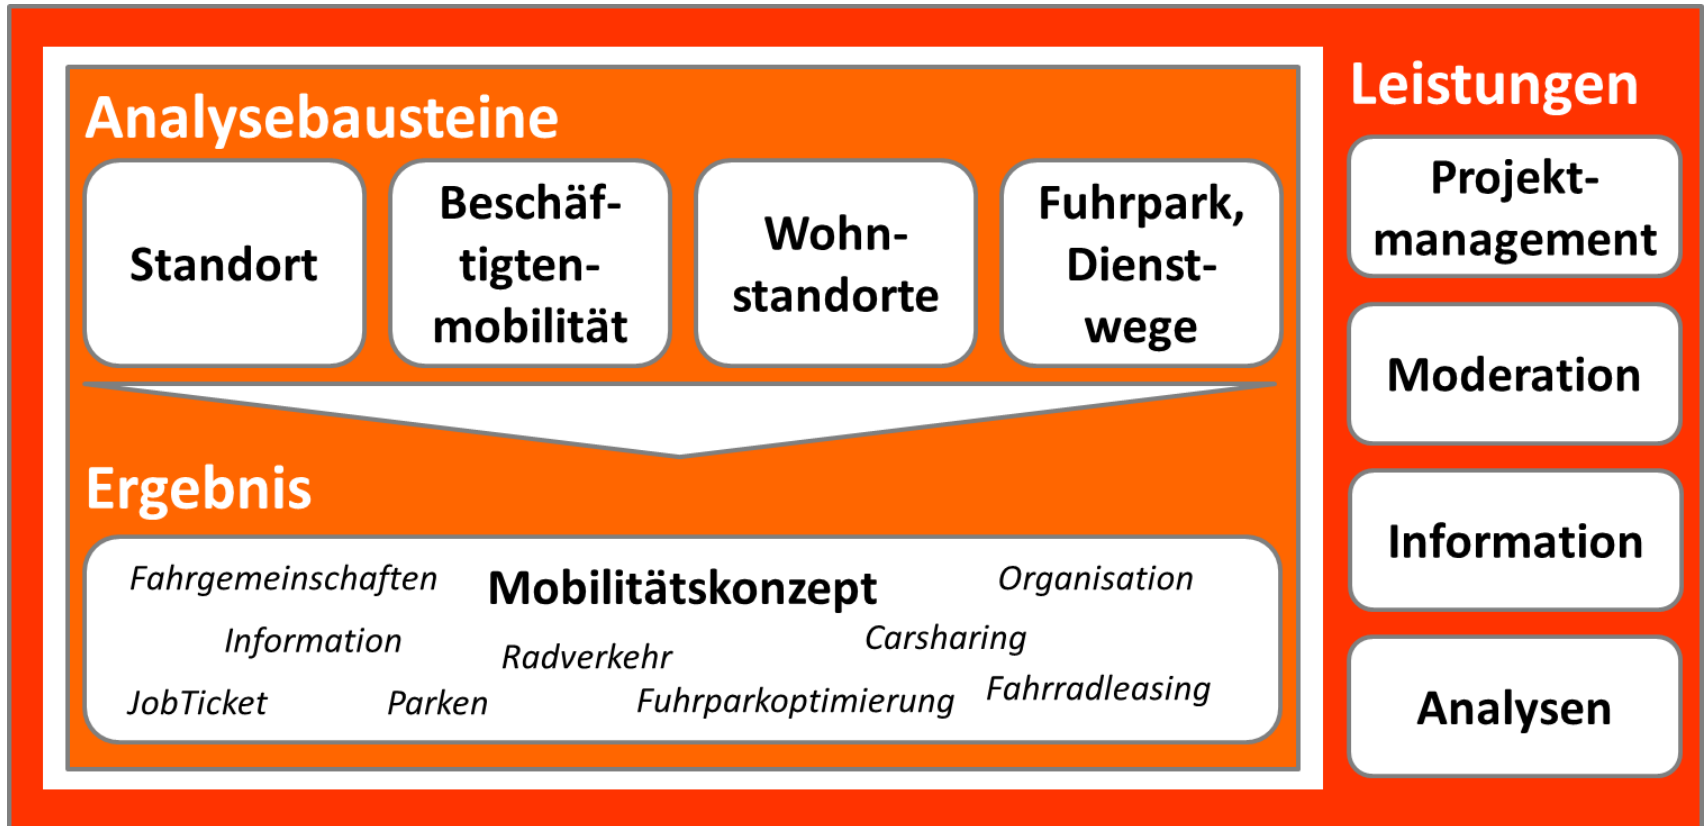 Analysebausteine
Standort
Beschäf-
tigten-
mobilität
Wohn-
standorte
Fuhrpark,
Dienst-
wege
Ergebnis
Mobilitätskonzept
Fahrgemeinschaften
Organisation
Information
Radverkehr
Carsharing
JobTicket
Parken
Fuhrparkoptimierung
Fahrradleasing
Leistungen
Projekt-
management
Moderation
Information
Analysen